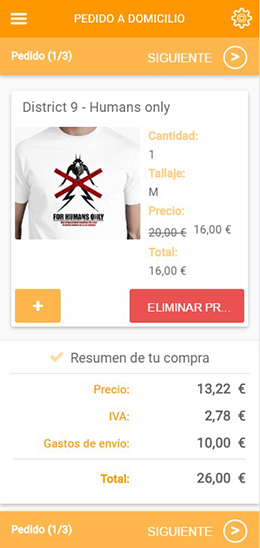 PEDIDO A DOMICILIO
Pedido (1/3) SIGUIENTE >
District 9 - Humans only
Cantidad:
1
Tallaje:
M
Precio:
20,00 € 16,00 €
Total:
16,00 €
FOR HUMANS ONLY
+ ELIMINAR PR...
Resumen de tu compra
Precio: 13,22 €
IVA: 2,78 €
Gastos de envío: 10,00 €
Total: 26,00 €
Pedido (1/3) SIGUIENTE >